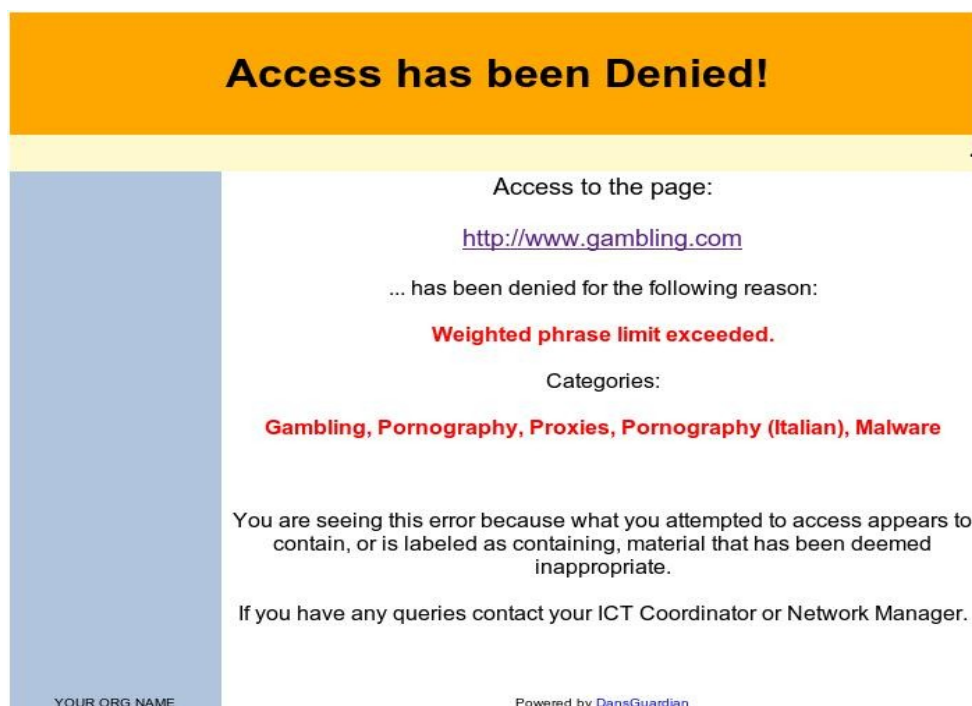 Access has been Denied!
Access to the page:
http://www.gambling.com
... has been denied for the following reason:
Weighted phrase limit exceeded.
Categories:
Gambling, Pornography, Proxies, Pornography (Italian), Malware
You are seeing this error because what you attempted to access appears to
contain, or is labeled as containing, material that has been deemed
inappropriate.
If you have any queries contact your ICT Coordinator or Network Manager.
YOUR ORG NAME
Powered by DansGuardian